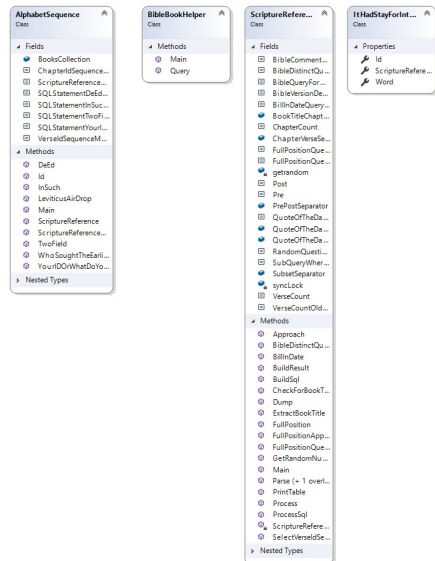 AlphabetSequence
Class
Fields
BooksCollection
ChapterIdSequence...
ScriptureReference...
SQLStatementDeEd...
SQLStatementInSuc...
SQLStatementTwoFi...
SQLStatementYourI...
VerseIdSequenceM...
Methods
DeEd
Id
InSuch
LeviticusAirDrop
Main
ScriptureReference
ScriptureReference...
TwoField
WhoSoughtTheEarli...
YourIDOrWhatDoYo...
Nested Types
BibleBookHelper
Class
Methods
Main
Query
ScriptureRefere...
Class
Fields
BibleComment...
BibleDistinctQu...
BibleQueryFor...
BibleVersionDe...
BillInDateQuery...
BookTitleChapt...
ChapterCount
ChapterVerseSe...
FullPositionQue...
FullPositionQue...
getrandom
Post
Pre
PrePostSeparator
QuoteOfTheDa...
QuoteOfTheDa...
QuoteOfTheDa...
RandomQuesti...
SubQueryWher...
SubsetSeparator
syncLock
VerseCount
VerseCountOld...
Methods
Approach
BibleDistinctQu...
BillInDate
BuildResult
BuildSql
CheckForBookT...
Dump
ExtractBookTitle
FullPosition
FullPositionApp...
FullPositionQue...
GetRandomNu...
Main
Parse (+ 1 overl...
PrintTable
Process
ProcessSql
ScriptureRefere...
SelectVerseIdSe...
Nested Types
ItHadStayForInt...
Class
Properties
Id
ScriptureRefere...
Word